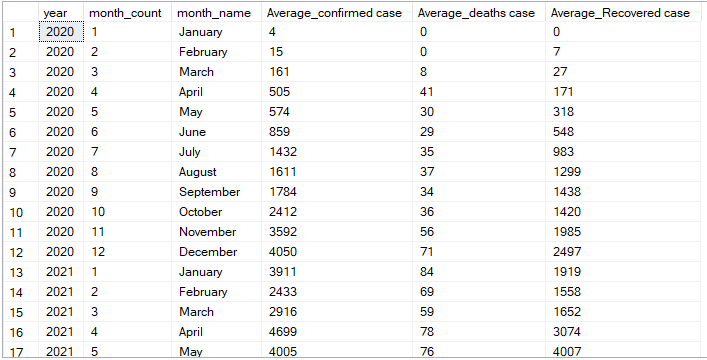 year month_count month_name Average_confirmed case Average_deaths case Average_Recovered case
1 2020 1 January 4 0 0
2 2020 2 February 15 0 7
3 2020 3 March 161 8 27
4 2020 4 April 505 41 171
5 2020 5 May 574 30 318
6 2020 6 June 859 29 548
7 2020 7 July 1432 35 983
8 2020 8 August 1611 37 1299
9 2020 9 September 1784 34 1438
10 2020 10 October 2412 36 1420
11 2020 11 November 3592 56 1985
12 2020 12 December 4050 71 2497
13 2021 1 January 3911 84 1919
14 2021 2 February 2433 69 1558
15 2021 3 March 2916 59 1652
16 2021 4 April 4699 78 3074
17 2021 5 May 4005 76 4007